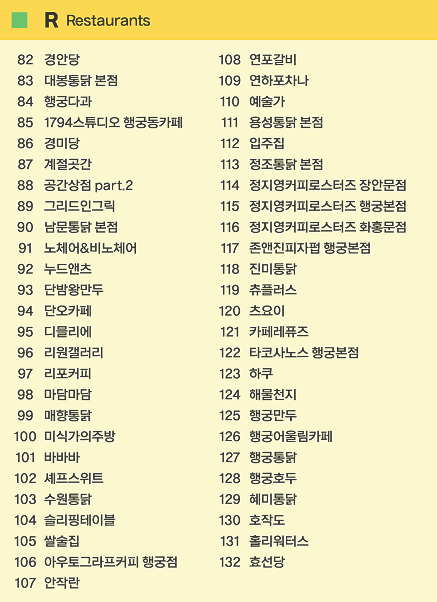 R Restaurants
82 경안당
83 대봉통닭 본점
84 행궁다과
85 1794스튜디오 행궁동카페
86 경미당
87 계절곳간
88 공간상점 part.2
89 그리드인그릭
90 남문통닭 본점
91 노체어&비노체어
92 누드앤츠
93 단밤왕만두
94 단오카페
95 디플리에
96 리원갤러리
97 리포커피
98 마담마담
99 매향통닭
100 미식가의주방
101 바바바
102 셰프스위트
103 수원통닭
104 슬리핑테이블
105 쌀술집
106 아우토그라프커피 행궁점
107 안작란
108 연포갈비
109 연하포차나
110 예술가
111 용성통닭 본점
112 입주집
113 정조통닭 본점
114 정지영커피로스터즈 장안문점
115 정지영커피로스터즈 행궁본점
116 정지영커피로스터즈 화홍문점
117 존앤진피자펍 행궁본점
118 진미통닭
119 츄플러스
120 츠요이
121 카페레퓨즈
122 타코사노스 행궁본점
123 하쿠
124 해물천지
125 행궁만두
126 행궁어울림카페
127 행궁통닭
128 행궁호두
129 혜미통닭
130 호작도
131 홀리워터스
132 효선당